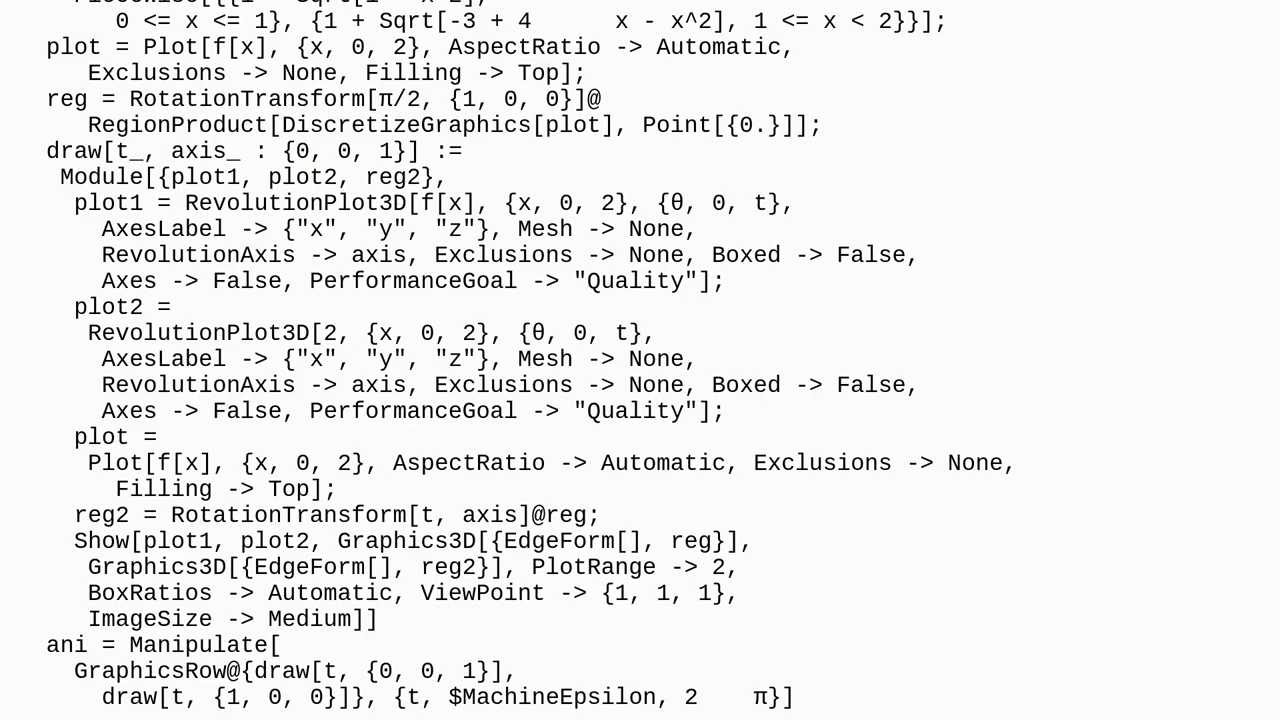 0 <= x <= 1}, {1 + Sqrt[-3 + 4      x - x^2], 1 <= x < 2}}];
plot = Plot[f[x], {x, 0, 2}, AspectRatio -> Automatic,
Exclusions -> None, Filling -> Top];
reg = RotationTransform[π/2, {1, 0, 0}]@
RegionProduct[DiscretizeGraphics[plot], Point[{0.}]];
draw[t_, axis_ : {0, 0, 1}] :=
Module[{plot1, plot2, reg2},
plot1 = RevolutionPlot3D[f[x], {x, 0, 2}, {θ, 0, t},
AxesLabel -> {"x", "y", "z"}, Mesh -> None,
RevolutionAxis -> axis, Exclusions -> None, Boxed -> False,
Axes -> False, PerformanceGoal -> "Quality"];
plot2 =
RevolutionPlot3D[2, {x, 0, 2}, {θ, 0, t},
AxesLabel -> {"x", "y", "z"}, Mesh -> None,
RevolutionAxis -> axis, Exclusions -> None, Boxed -> False,
Axes -> False, PerformanceGoal -> "Quality"];
plot =
Plot[f[x], {x, 0, 2}, AspectRatio -> Automatic, Exclusions -> None,
Filling -> Top];
reg2 = RotationTransform[t, axis]@reg;
Show[plot1, plot2, Graphics3D[{EdgeForm[], reg}],
Graphics3D[{EdgeForm[], reg2}], PlotRange -> 2,
BoxRatios -> Automatic, ViewPoint -> {1, 1, 1},
ImageSize -> Medium]]
ani = Manipulate[
GraphicsRow@{draw[t, {0, 0, 1}],
draw[t, {1, 0, 0}]}, {t, $MachineEpsilon, 2    π}]